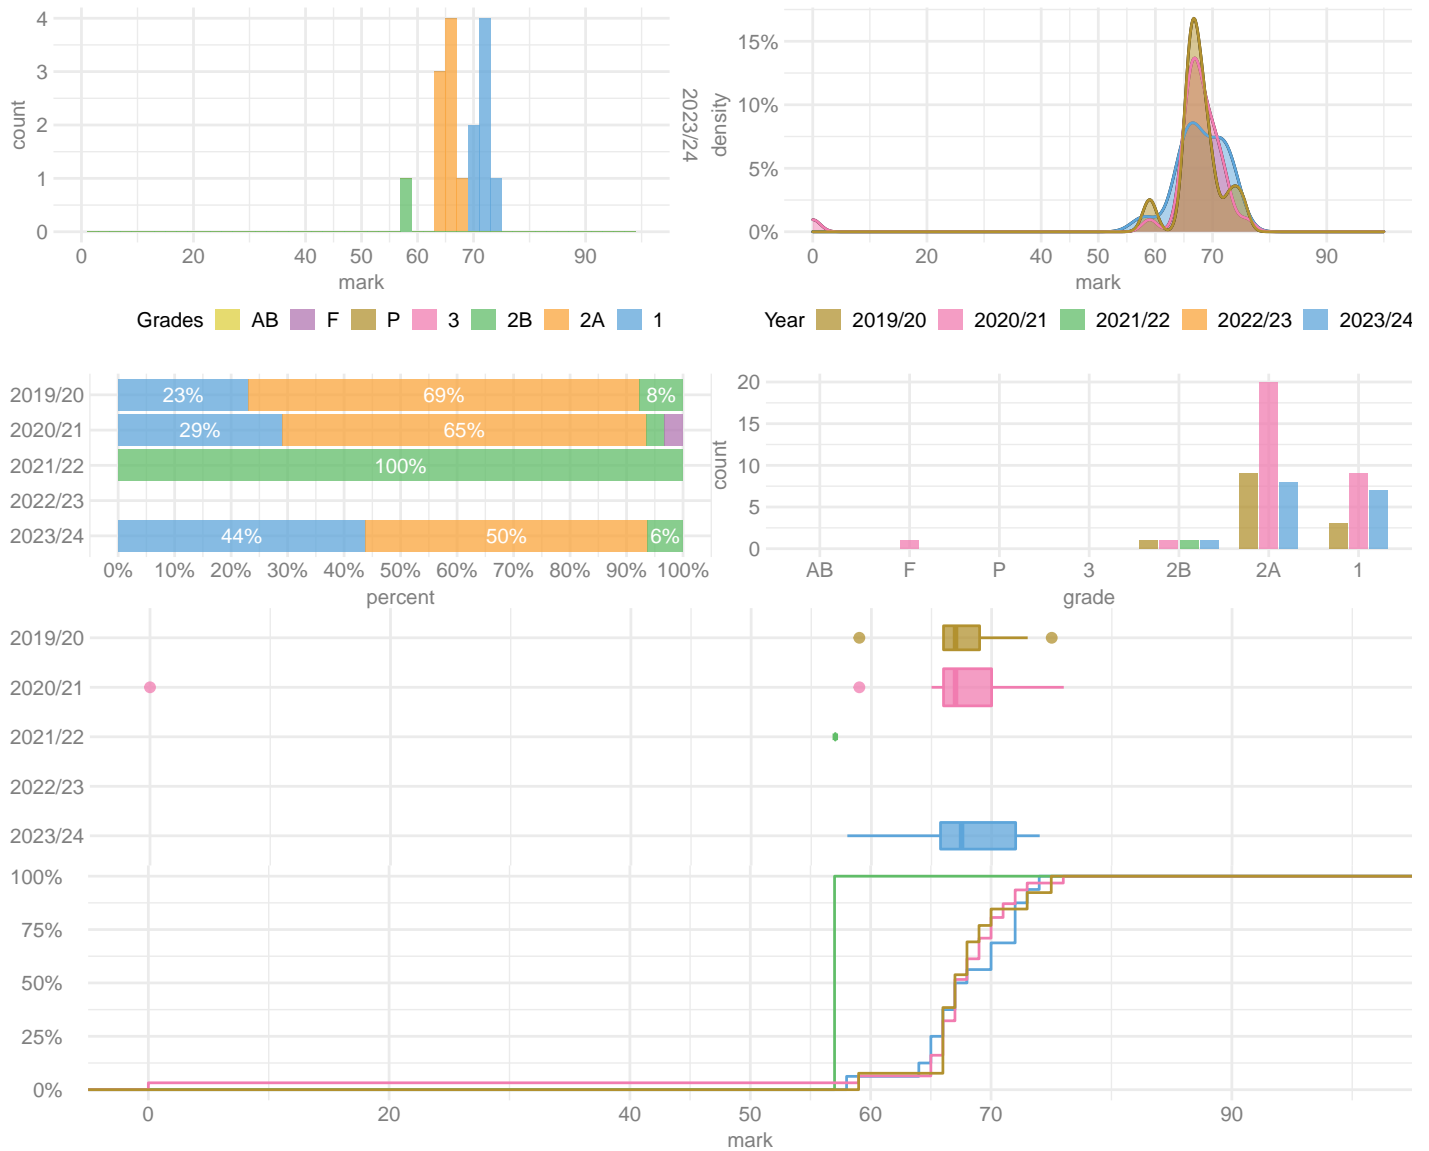 4
3
2
1
0
count
0 20 40 50 60 70 90
mark
2023/24
15%
10%
5%
0%
density
0 20 40 50 60 70 90
mark
Grades AB F P 3 2B 2A 1
Year 2019/20 2020/21 2021/22 2022/23 2023/24
2019/20 23% 69% 8%
2020/21 29% 65%
2021/22 100%
2022/23
2023/24 44% 50% 6%
0% 10% 20% 30% 40% 50% 60% 70% 80% 90% 100%
percent
20
15
10
5
0
count
AB F P 3 2B 2A 1
grade
2019/20
2020/21
2021/22
2022/23
2023/24
100%
75%
50%
25%
0%
0 20 40 50 60 70 90
mark